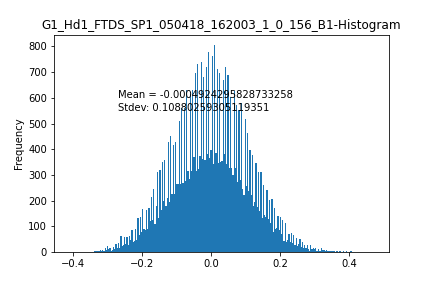 G1_Hd1_FTDS_SP1_050418_162003_1_0_156_B1-Histogram
800
700
600
500
400
300
200
100
0
Frequency
Mean = -0.0004924295828733258
Stdev: 0.10880259305119351
-0.4 -0.2 0.0 0.2 0.4